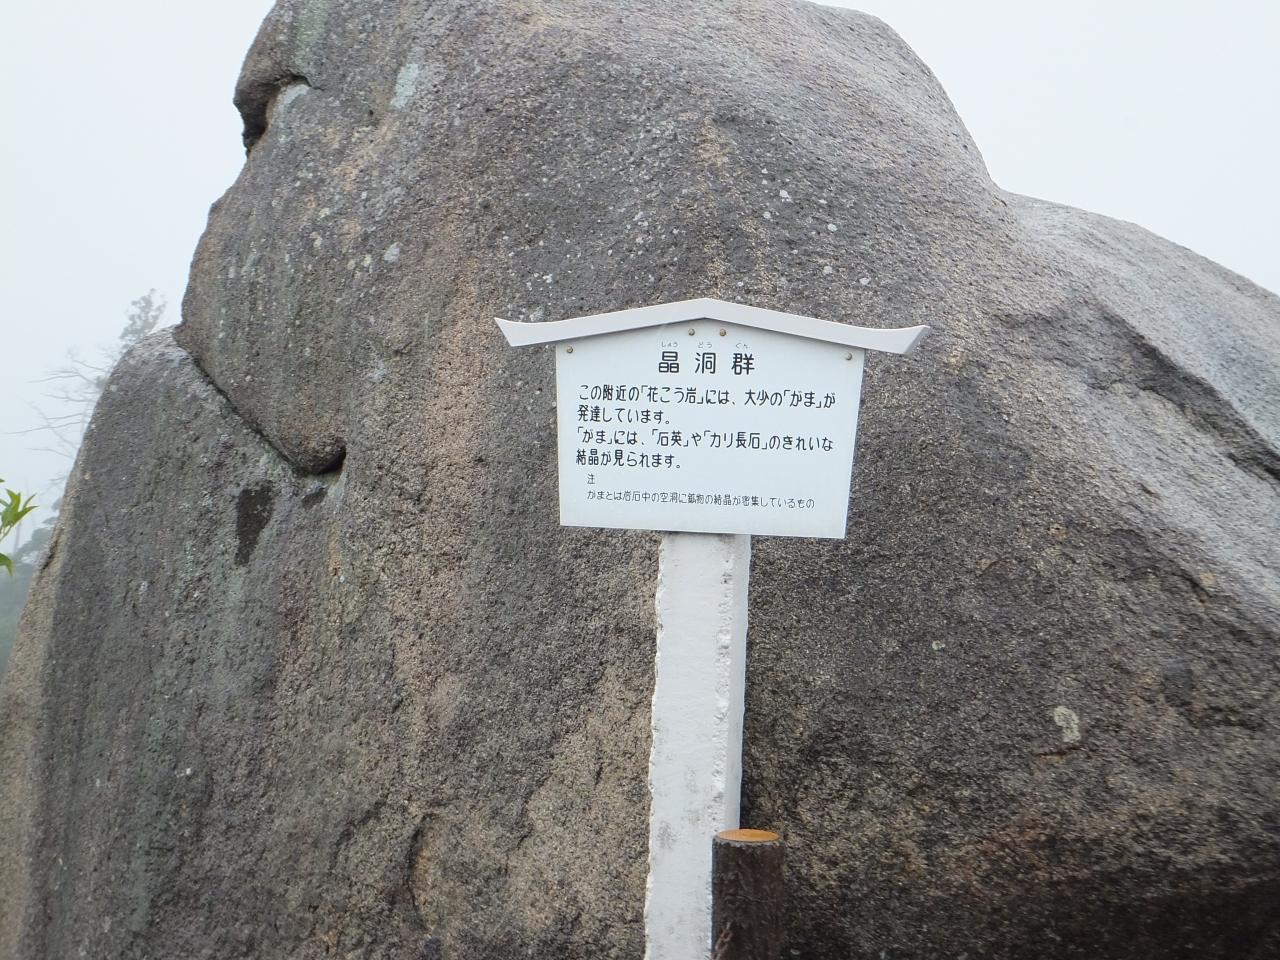 しょう どう ぐん
晶洞群
この附近の「花こう岩」には、大少の「がま」が
発達しています。
「がま」には、「石英」や「カリ長石」のきれいな
結晶が見られます。
注
がまとは岩石中の空洞に鉱物の結晶が密集しているもの